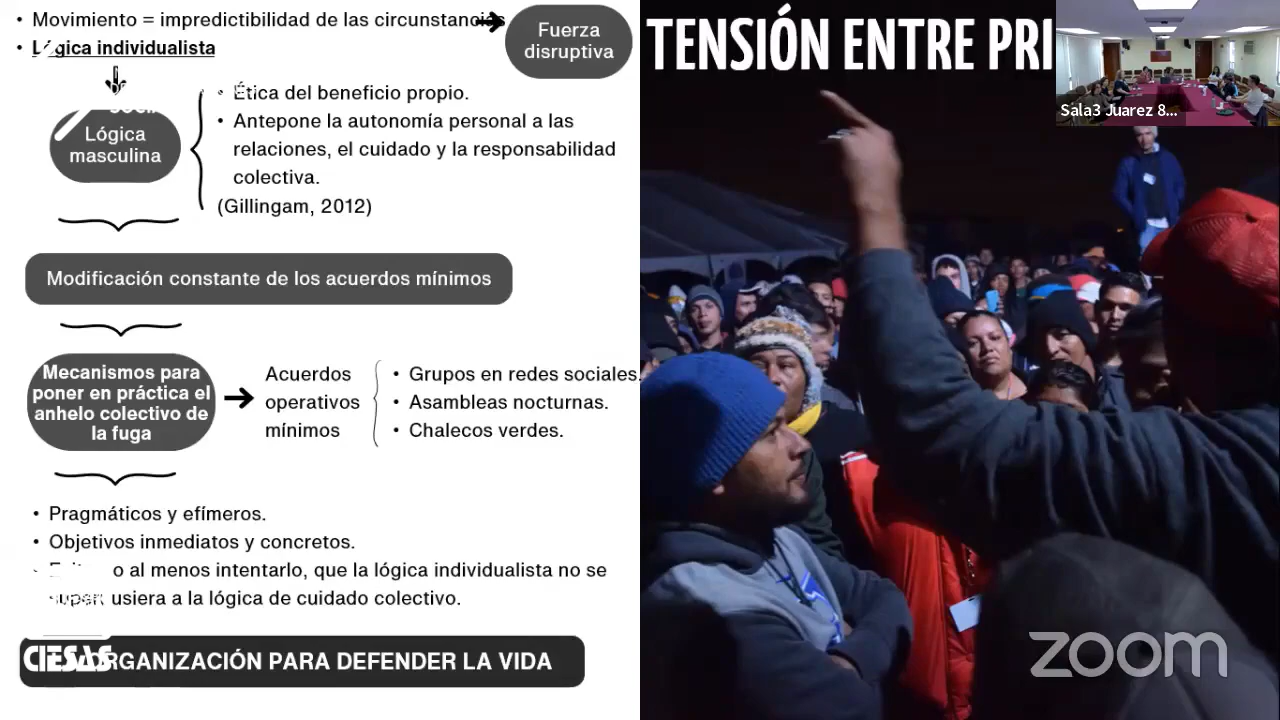 • Movimiento = impredictibilidad de las circunstancias
• Lógica individualista
Fuerza
disruptiva
Lógica
masculina
Ética del beneficio propio.
• Antepone la autonomía personal a las
relaciones, el cuidado y la responsabilidad
colectiva.
(Gillingam, 2012)
Modificación constante de los acuerdos mínimos
Mecanismos para
poner en práctica el
anhelo colectivo de
la fuga
Acuerdos
operativos
mínimos
• Grupos en redes sociales.
• Asambleas nocturnas.
• Chalecos verdes.
• Pragmáticos y efímeros.
• Objetivos inmediatos y concretos.
o al menos intentarlo, que la lógica individualista no se
usiera a la lógica de cuidado colectivo.
CIESAS
ORGANIZACIÓN PARA DEFENDER LA VIDA
TENSIÓN ENTRE PRI
Sala3 Juarez 8...
zoom